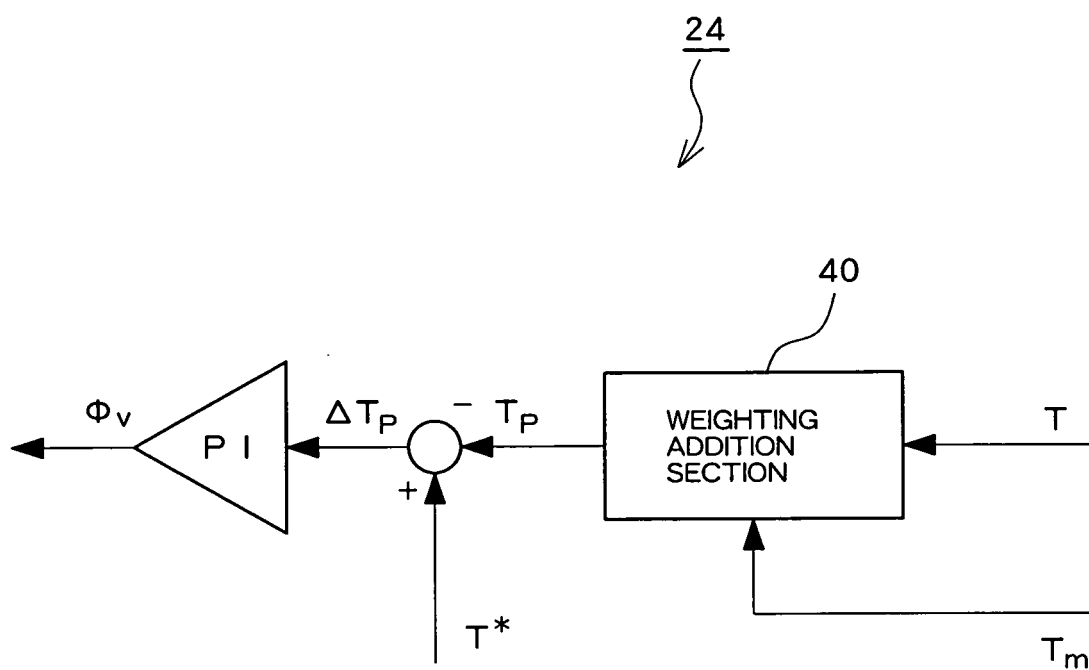 24
40
Φv
PI
ΔTP
−
TP
WEIGHTING
ADDITION
SECTION
T
+
T*
Tm